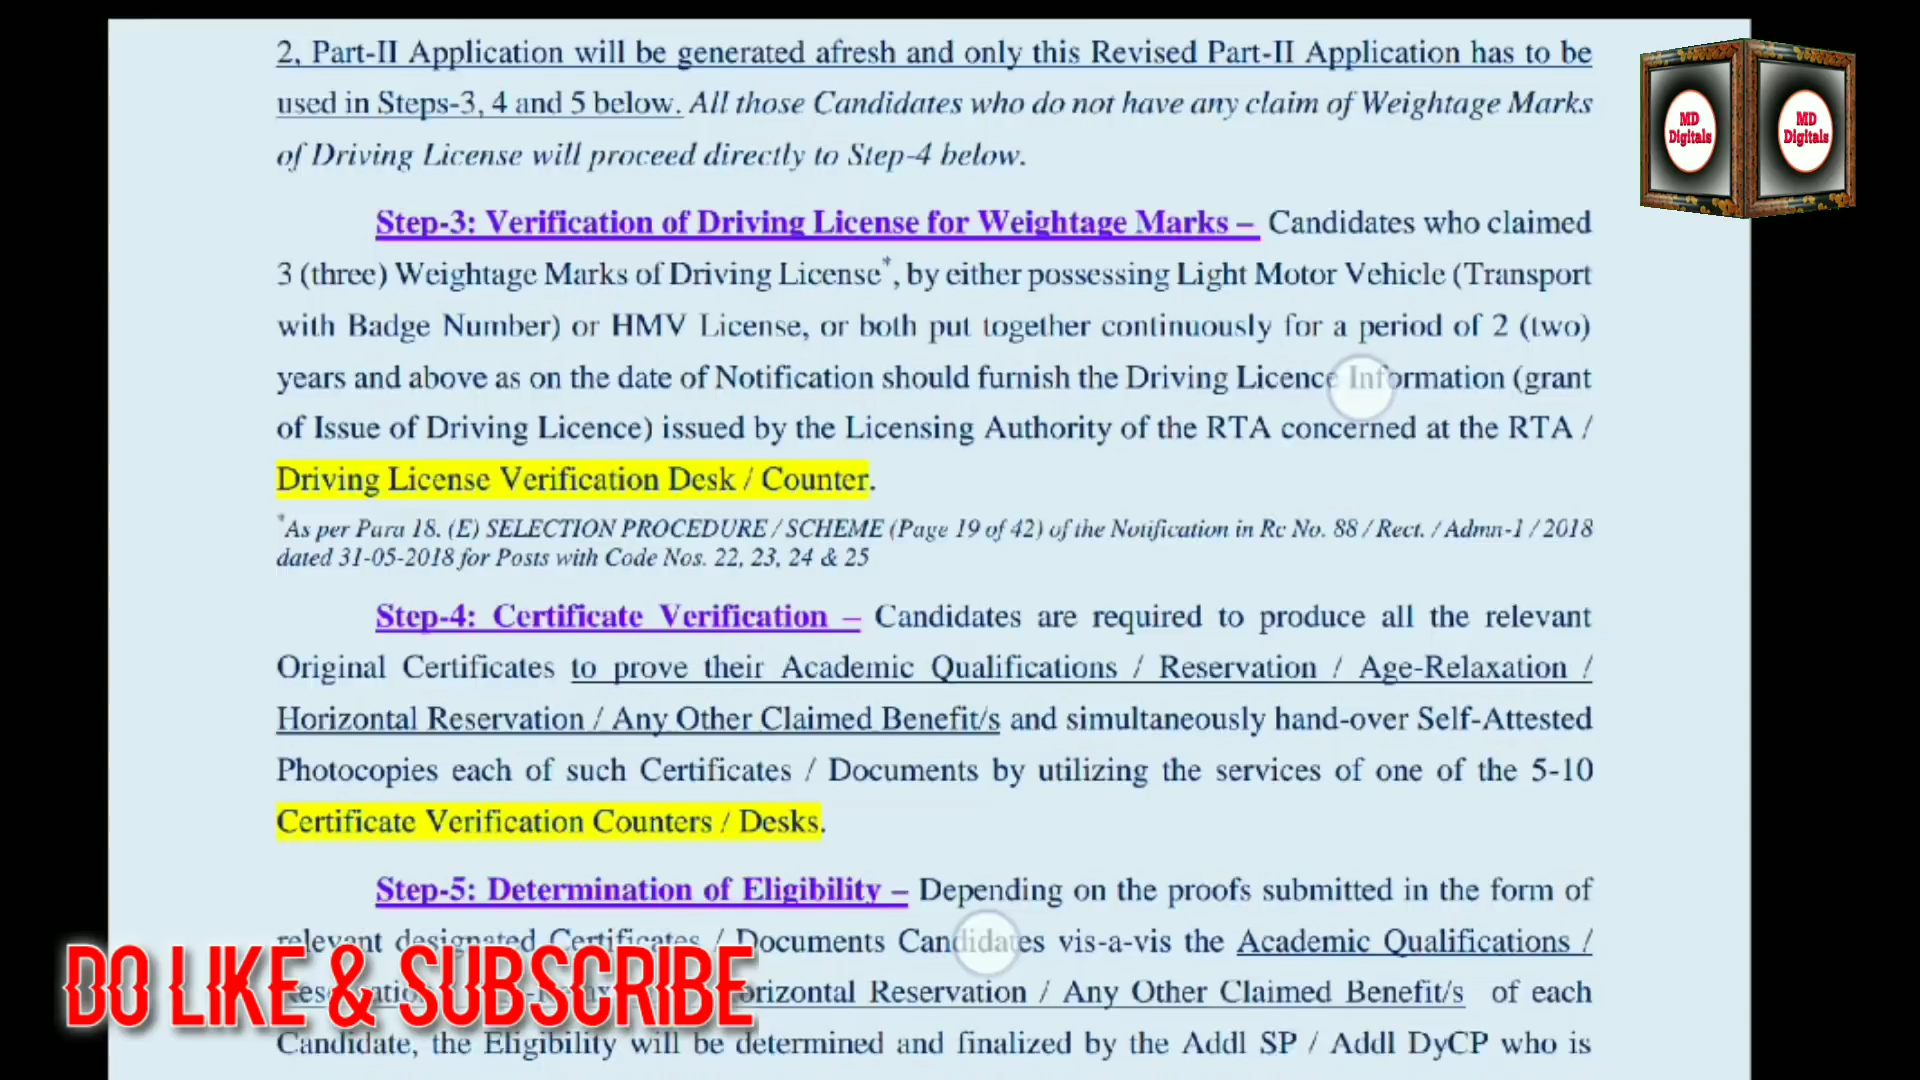 2, Part-II Application will be generated afresh and only this Revised Part-II Application has to be
used in Steps-3, 4 and 5 below. All those Candidates who do not have any claim of Weightage Marks
of Driving License will proceed directly to Step-4 below.
MD
Digitals
MD
Digitals
Step-3: Verification of Driving License for Weightage Marks – Candidates who claimed
3 (three) Weightage Marks of Driving License*, by either possessing Light Motor Vehicle (Transport
with Badge Number) or HMV License, or both put together continuously for a period of 2 (two)
years and above as on the date of Notification should furnish the Driving Licence Information (grant
of Issue of Driving Licence) issued by the Licensing Authority of the RTA concerned at the RTA /
Driving License Verification Desk / Counter.
*As per Para 18. (E) SELECTION PROCEDURE / SCHEME (Page 19 of 42) of the Notification in Rc No. 88 / Rect. / Admn-1 / 2018
dated 31-05-2018 for Posts with Code Nos. 22, 23, 24 & 25
Step-4: Certificate Verification – Candidates are required to produce all the relevant
Original Certificates to prove their Academic Qualifications / Reservation / Age-Relaxation /
Horizontal Reservation / Any Other Claimed Benefit/s and simultaneously hand-over Self-Attested
Photocopies each of such Certificates / Documents by utilizing the services of one of the 5-10
Certificate Verification Counters / Desks.
Step-5: Determination of Eligibility – Depending on the proofs submitted in the form of
relevant designated Certificates / Documents Candidates vis-a-vis the Academic Qualifications /
Horizontal Reservation / Any Other Claimed Benefit/s of each
Candidate, the Eligibility will be determined and finalized by the Addl SP / Addl DyCP who is
DO LIKE & SUBSCRIBE